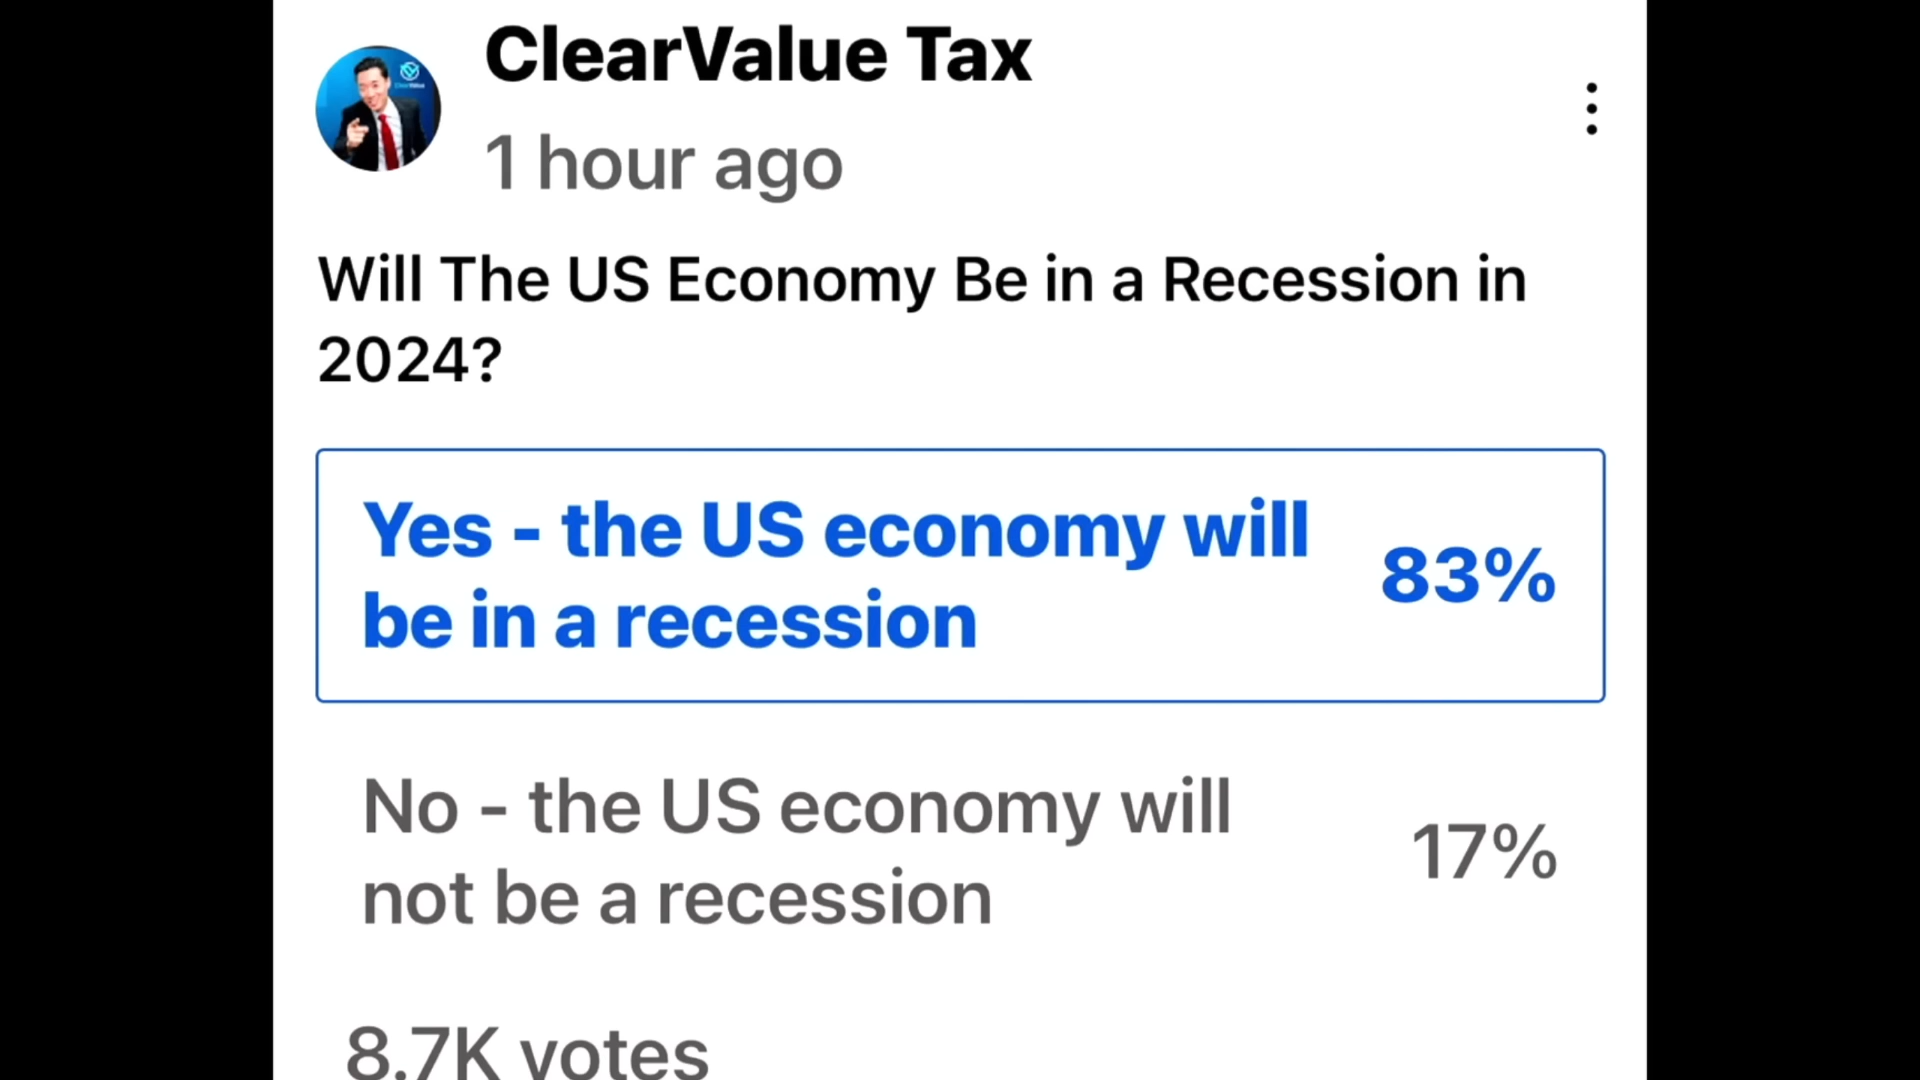 ClearValue Tax
1 hour ago
Will The US Economy Be in a Recession in
2024?
Yes - the US economy will
be in a recession
83%
No - the US economy will
not be a recession
17%
8.7K votes